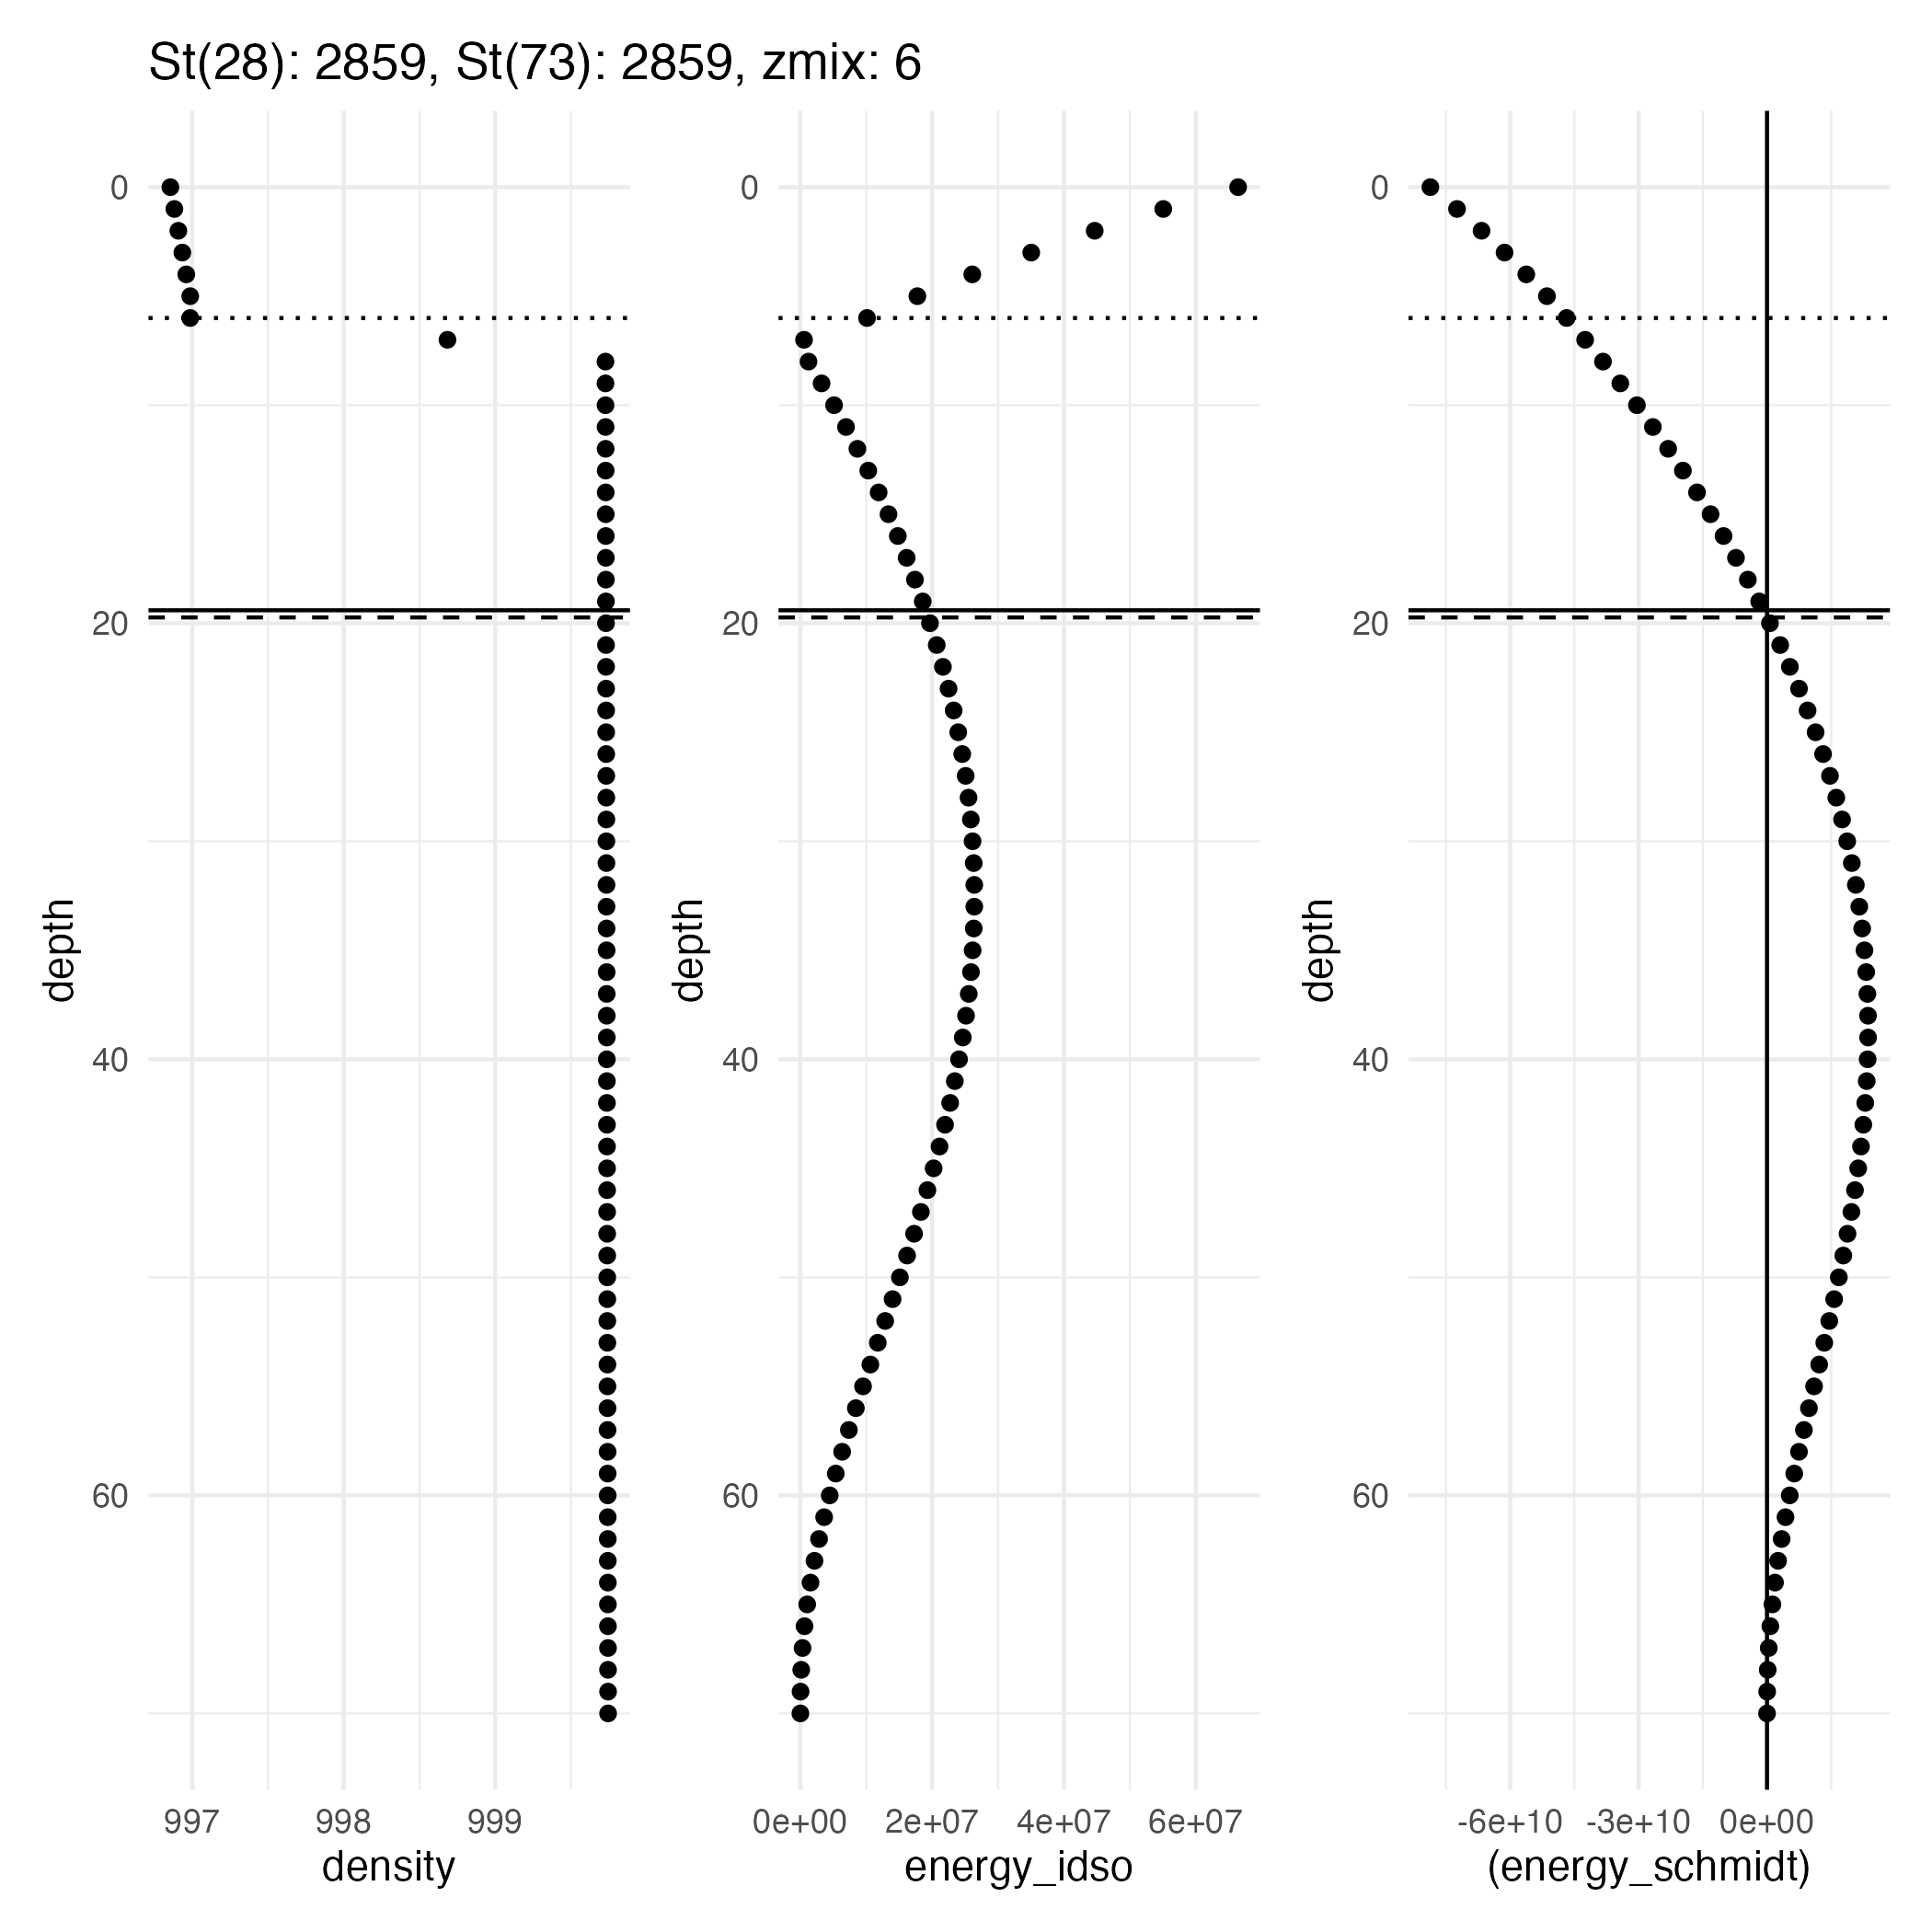 St(28): 2859, St(73): 2859, zmix: 6
0
20
40
60
depth
997
998
999
density
0
20
40
60
depth
0e+00
2e+07
4e+07
6e+07
energy_idso
0
20
40
60
depth
-6e+10
-3e+10
0e+00
(energy_schmidt)